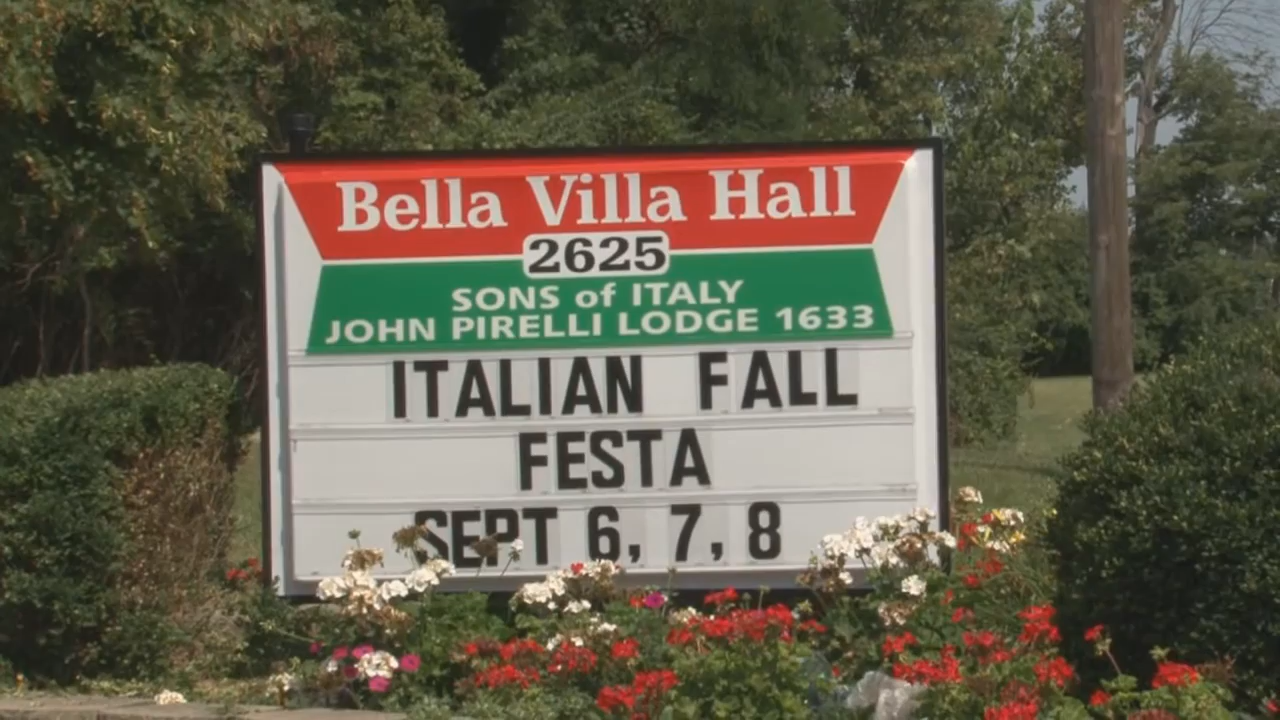 Bella Villa Hall
2625
SONS of ITALY
JOHN PIRELLI LODGE 1633
ITALIAN FALL
FESTA
SEPT 6, 7, 8